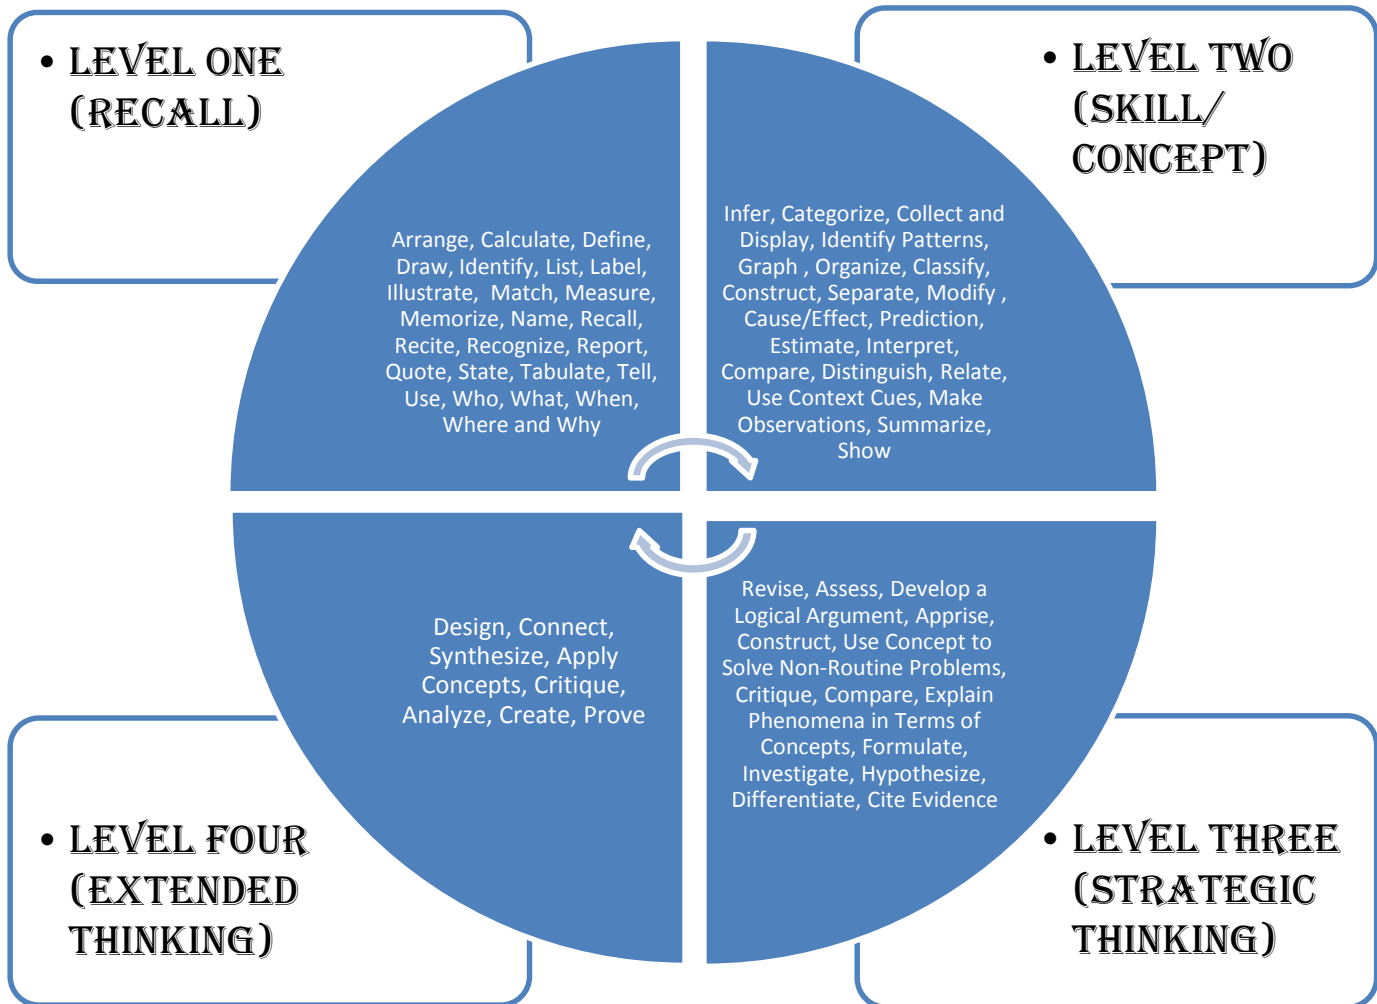 • LEVEL ONE
(RECALL)
Arrange, Calculate, Define,
Draw, Identify, List, Label,
Illustrate,  Match, Measure,
Memorize, Name, Recall,
Recite, Recognize, Report,
Quote, State, Tabulate, Tell,
Use, Who, What, When,
Where and Why
• LEVEL TWO
(SKILL/
CONCEPT)
Infer, Categorize, Collect and
Display, Identify Patterns,
Graph , Organize, Classify,
Construct, Separate, Modify ,
Cause/Effect, Prediction,
Estimate, Interpret,
Compare, Distinguish, Relate,
Use Context Cues, Make
Observations, Summarize,
Show
Design, Connect,
Synthesize, Apply
Concepts, Critique,
Analyze, Create, Prove
• LEVEL FOUR
(EXTENDED
THINKING)
Revise, Assess, Develop a
Logical Argument, Apprise,
Construct, Use Concept to
Solve Non-Routine Problems,
Critique, Compare, Explain
Phenomena in Terms of
Concepts, Formulate,
Investigate, Hypothesize,
Differentiate, Cite Evidence
• LEVEL THREE
(STRATEGIC
THINKING)